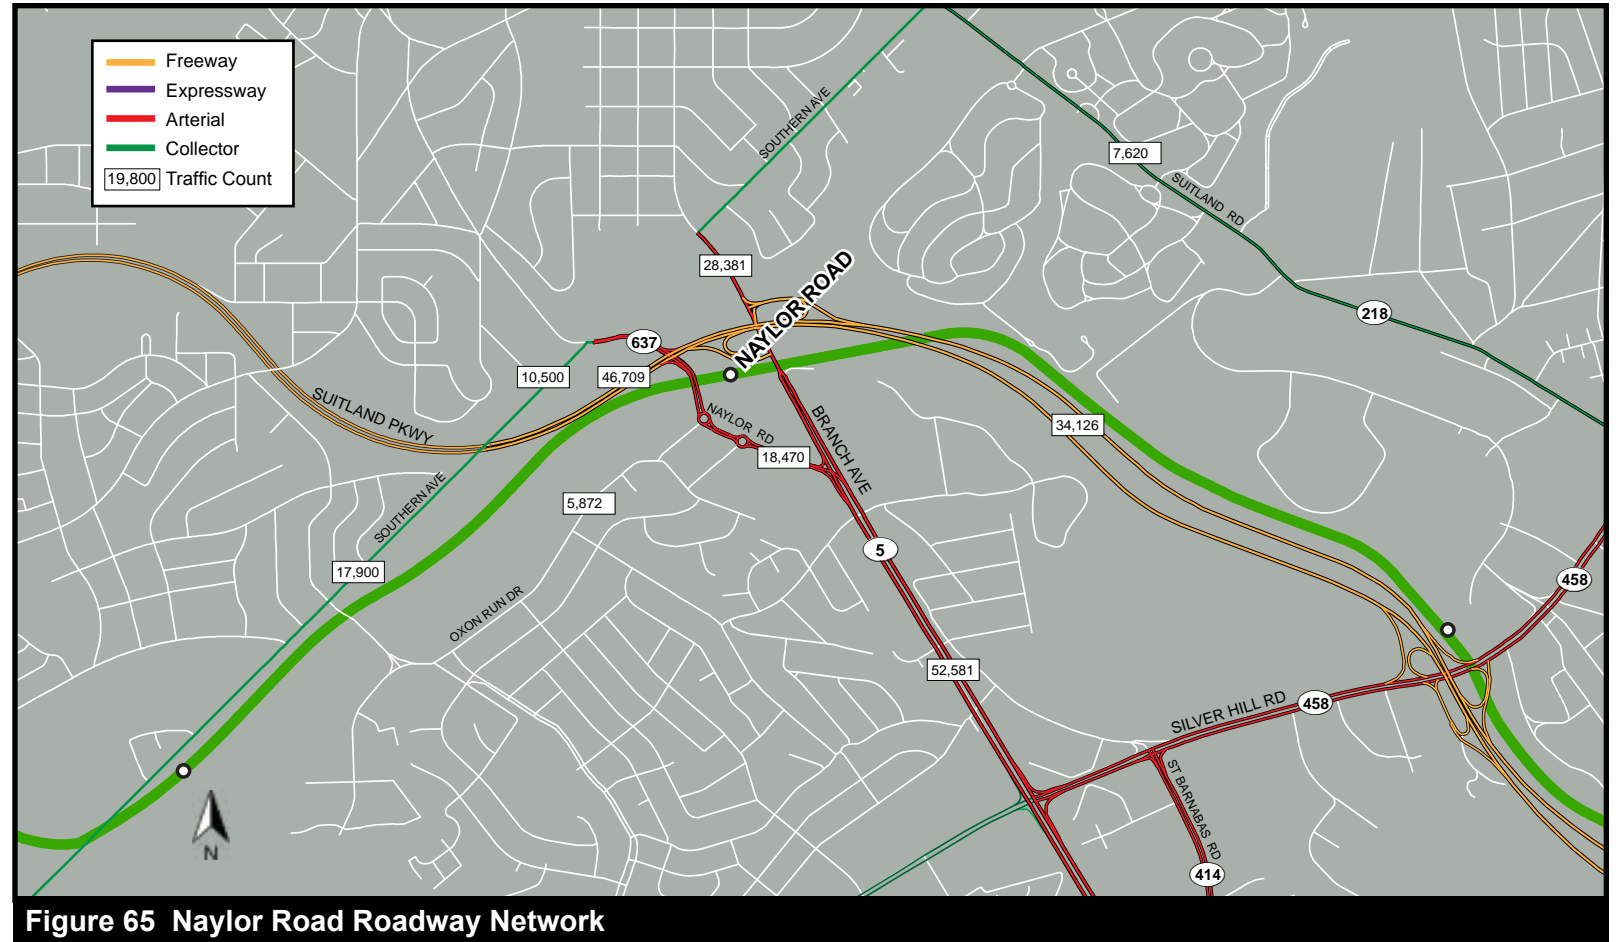 Freeway
Expressway
Arterial
Collector
19,800 Traffic Count
SOUTHERN AVE
7,620
SUITLAND RD
28,381
NAYLOR ROAD
218
637
10,500
46,709
SUITLAND PKWY
NAYLOR RD
BRANCH AVE
34,126
18,470
5,872
SOUTHERN AVE
5
17,900
458
OXON RUN DR
52,581
SILVER HILL RD
458
ST BARNABAS RD
414
N
Figure 65 Naylor Road Roadway Network